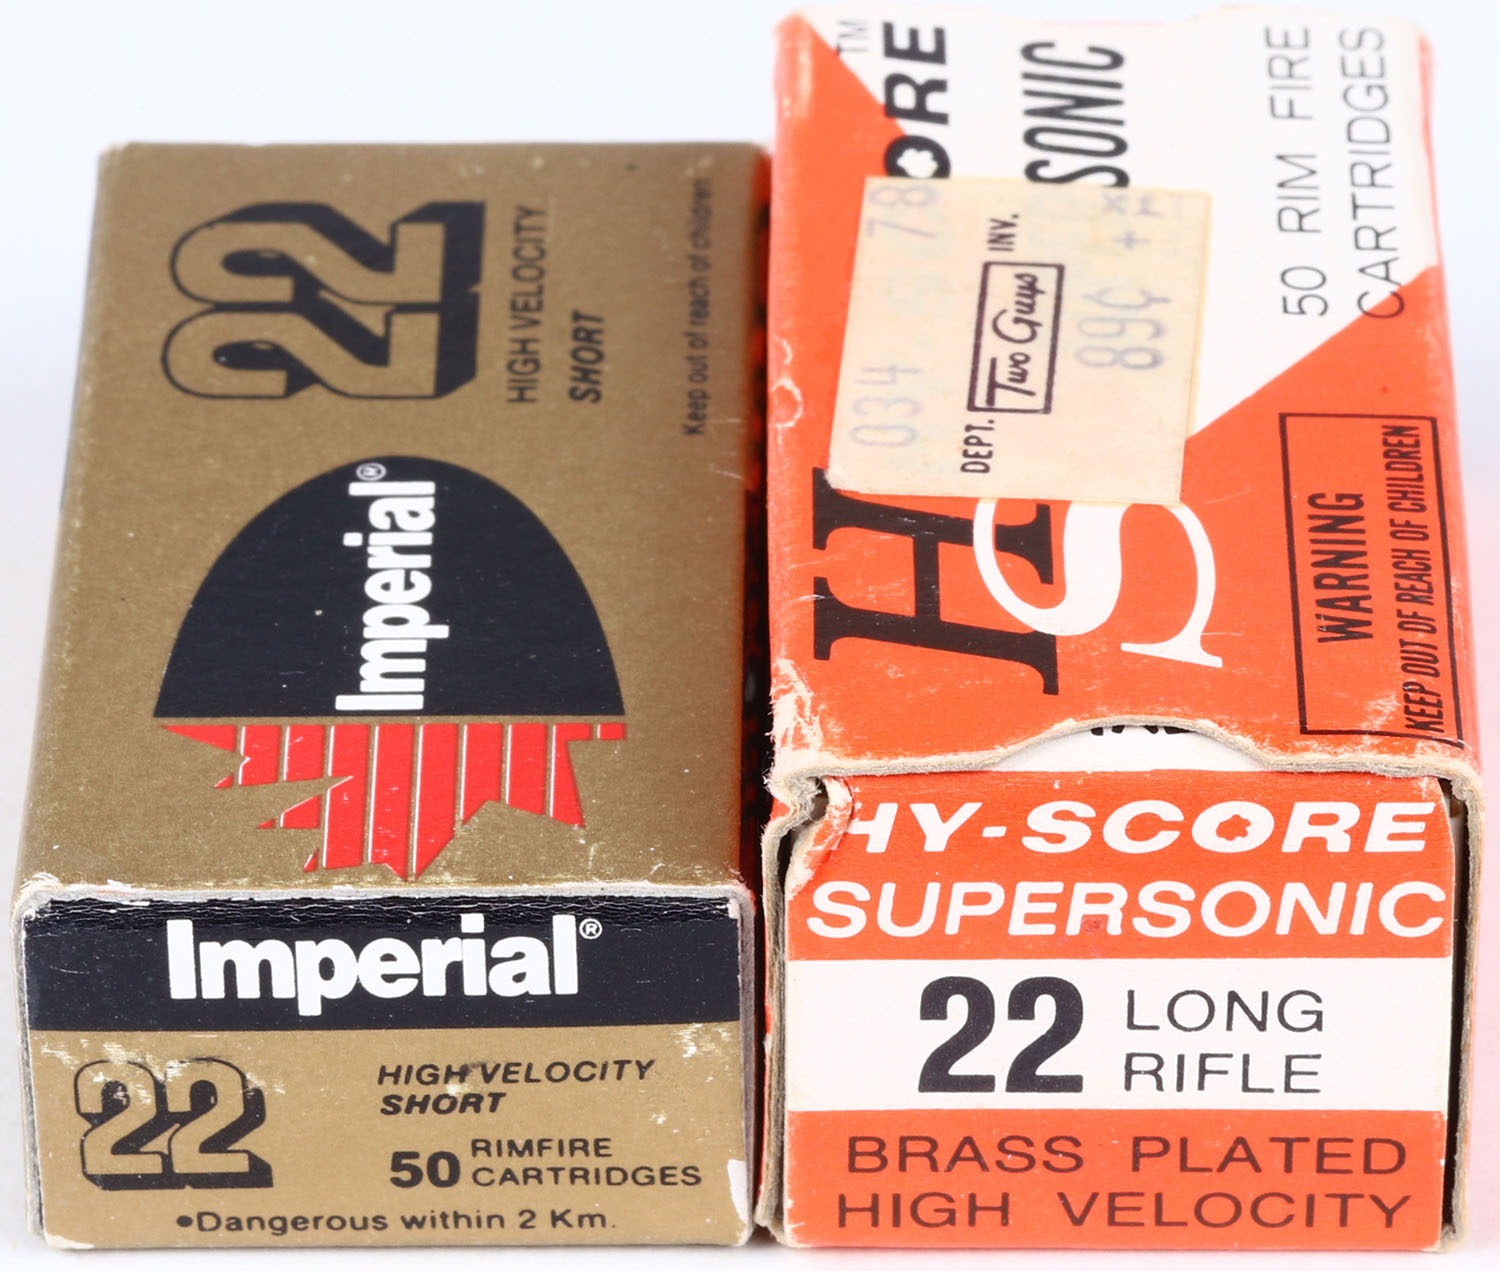 22
HIGH VELOCITY
SHORT
Keep out of reach of children
Imperial®
Imperial®
22
HIGH VELOCITY
SHORT
50 RIMFIRE
CARTRIDGES
•Dangerous within 2 Km.
ORE™
SONIC
50 RIM FIRE
CARTRIDGES
034 78
DEPT. Two Guys INV.
89¢
HS
WARNING
KEEP OUT OF REACH OF CHILDREN
HY-SCORE
SUPERSONIC
22 LONG
RIFLE
BRASS PLATED
HIGH VELOCITY